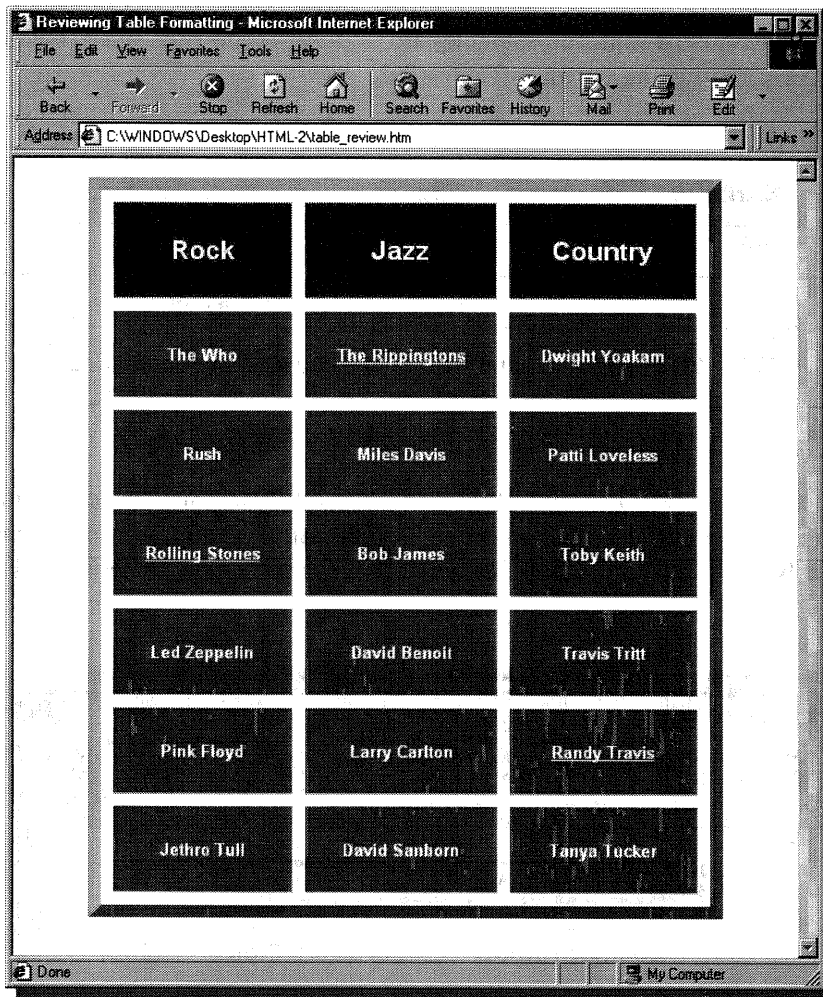 Reviewing Table Formatting - Microsoft Internet Explorer
File Edit View Favorites Tools Help
Back Forward Stop Refresh Home Search Favorites History Mail Print Edit
Address C:\WINDOWS\Desktop\HTML-2\table_review.htm Links »
Rock Jazz Country
The Who The Rippingtons Dwight Yoakam
Rush Miles Davis Patti Loveless
Rolling Stones Bob James Toby Keith
Led Zeppelin David Benoit Travis Tritt
Pink Floyd Larry Carlton Randy Travis
Jethro Tull David Sanborn Tanya Tucker
Done My Computer